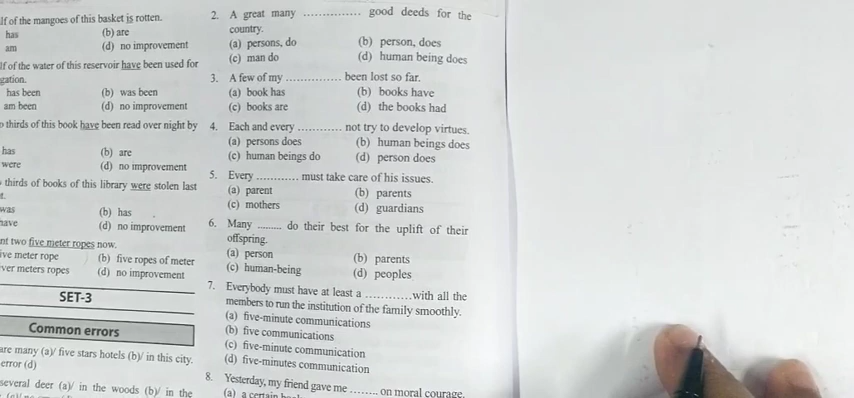 lf of the mangoes of this basket is rotten.
has (b) are
am (d) no improvement
lf of the water of this reservoir have been used for
gation.
has been (b) was been
am been (d) no improvement
o thirds of this book have been read over night by
has (b) are
were (d) no improvement
thirds of books of this library were stolen last
t.
was (b) has
have (d) no improvement
nt two five meter ropes now.
ive meter rope (b) five ropes of meter
ver meters ropes (d) no improvement
SET-3
Common errors
are many (a)/ five stars hotels (b)/ in this city.
error (d)
several deer (a)/ in the woods (b)/ in the
2. A great many ............... good deeds for the
country.
(a) persons, do (b) person, does
(c) man do (d) human being does
3. A few of my ............... been lost so far.
(a) book has (b) books have
(c) books are (d) the books had
4. Each and every ............ not try to develop virtues.
(a) persons does (b) human beings does
(c) human beings do (d) person does
5. Every ............ must take care of his issues.
(a) parent (b) parents
(c) mothers (d) guardians
6. Many ......... do their best for the uplift of their
offspring.
(a) person (b) parents
(c) human-being (d) peoples
7. Everybody must have at least a ............with all the
members to run the institution of the family smoothly.
(a) five-minute communications
(b) five communications
(c) five-minute communication
(d) five-minutes communication
8. Yesterday, my friend gave me ........ on moral courage.
(a) a certain